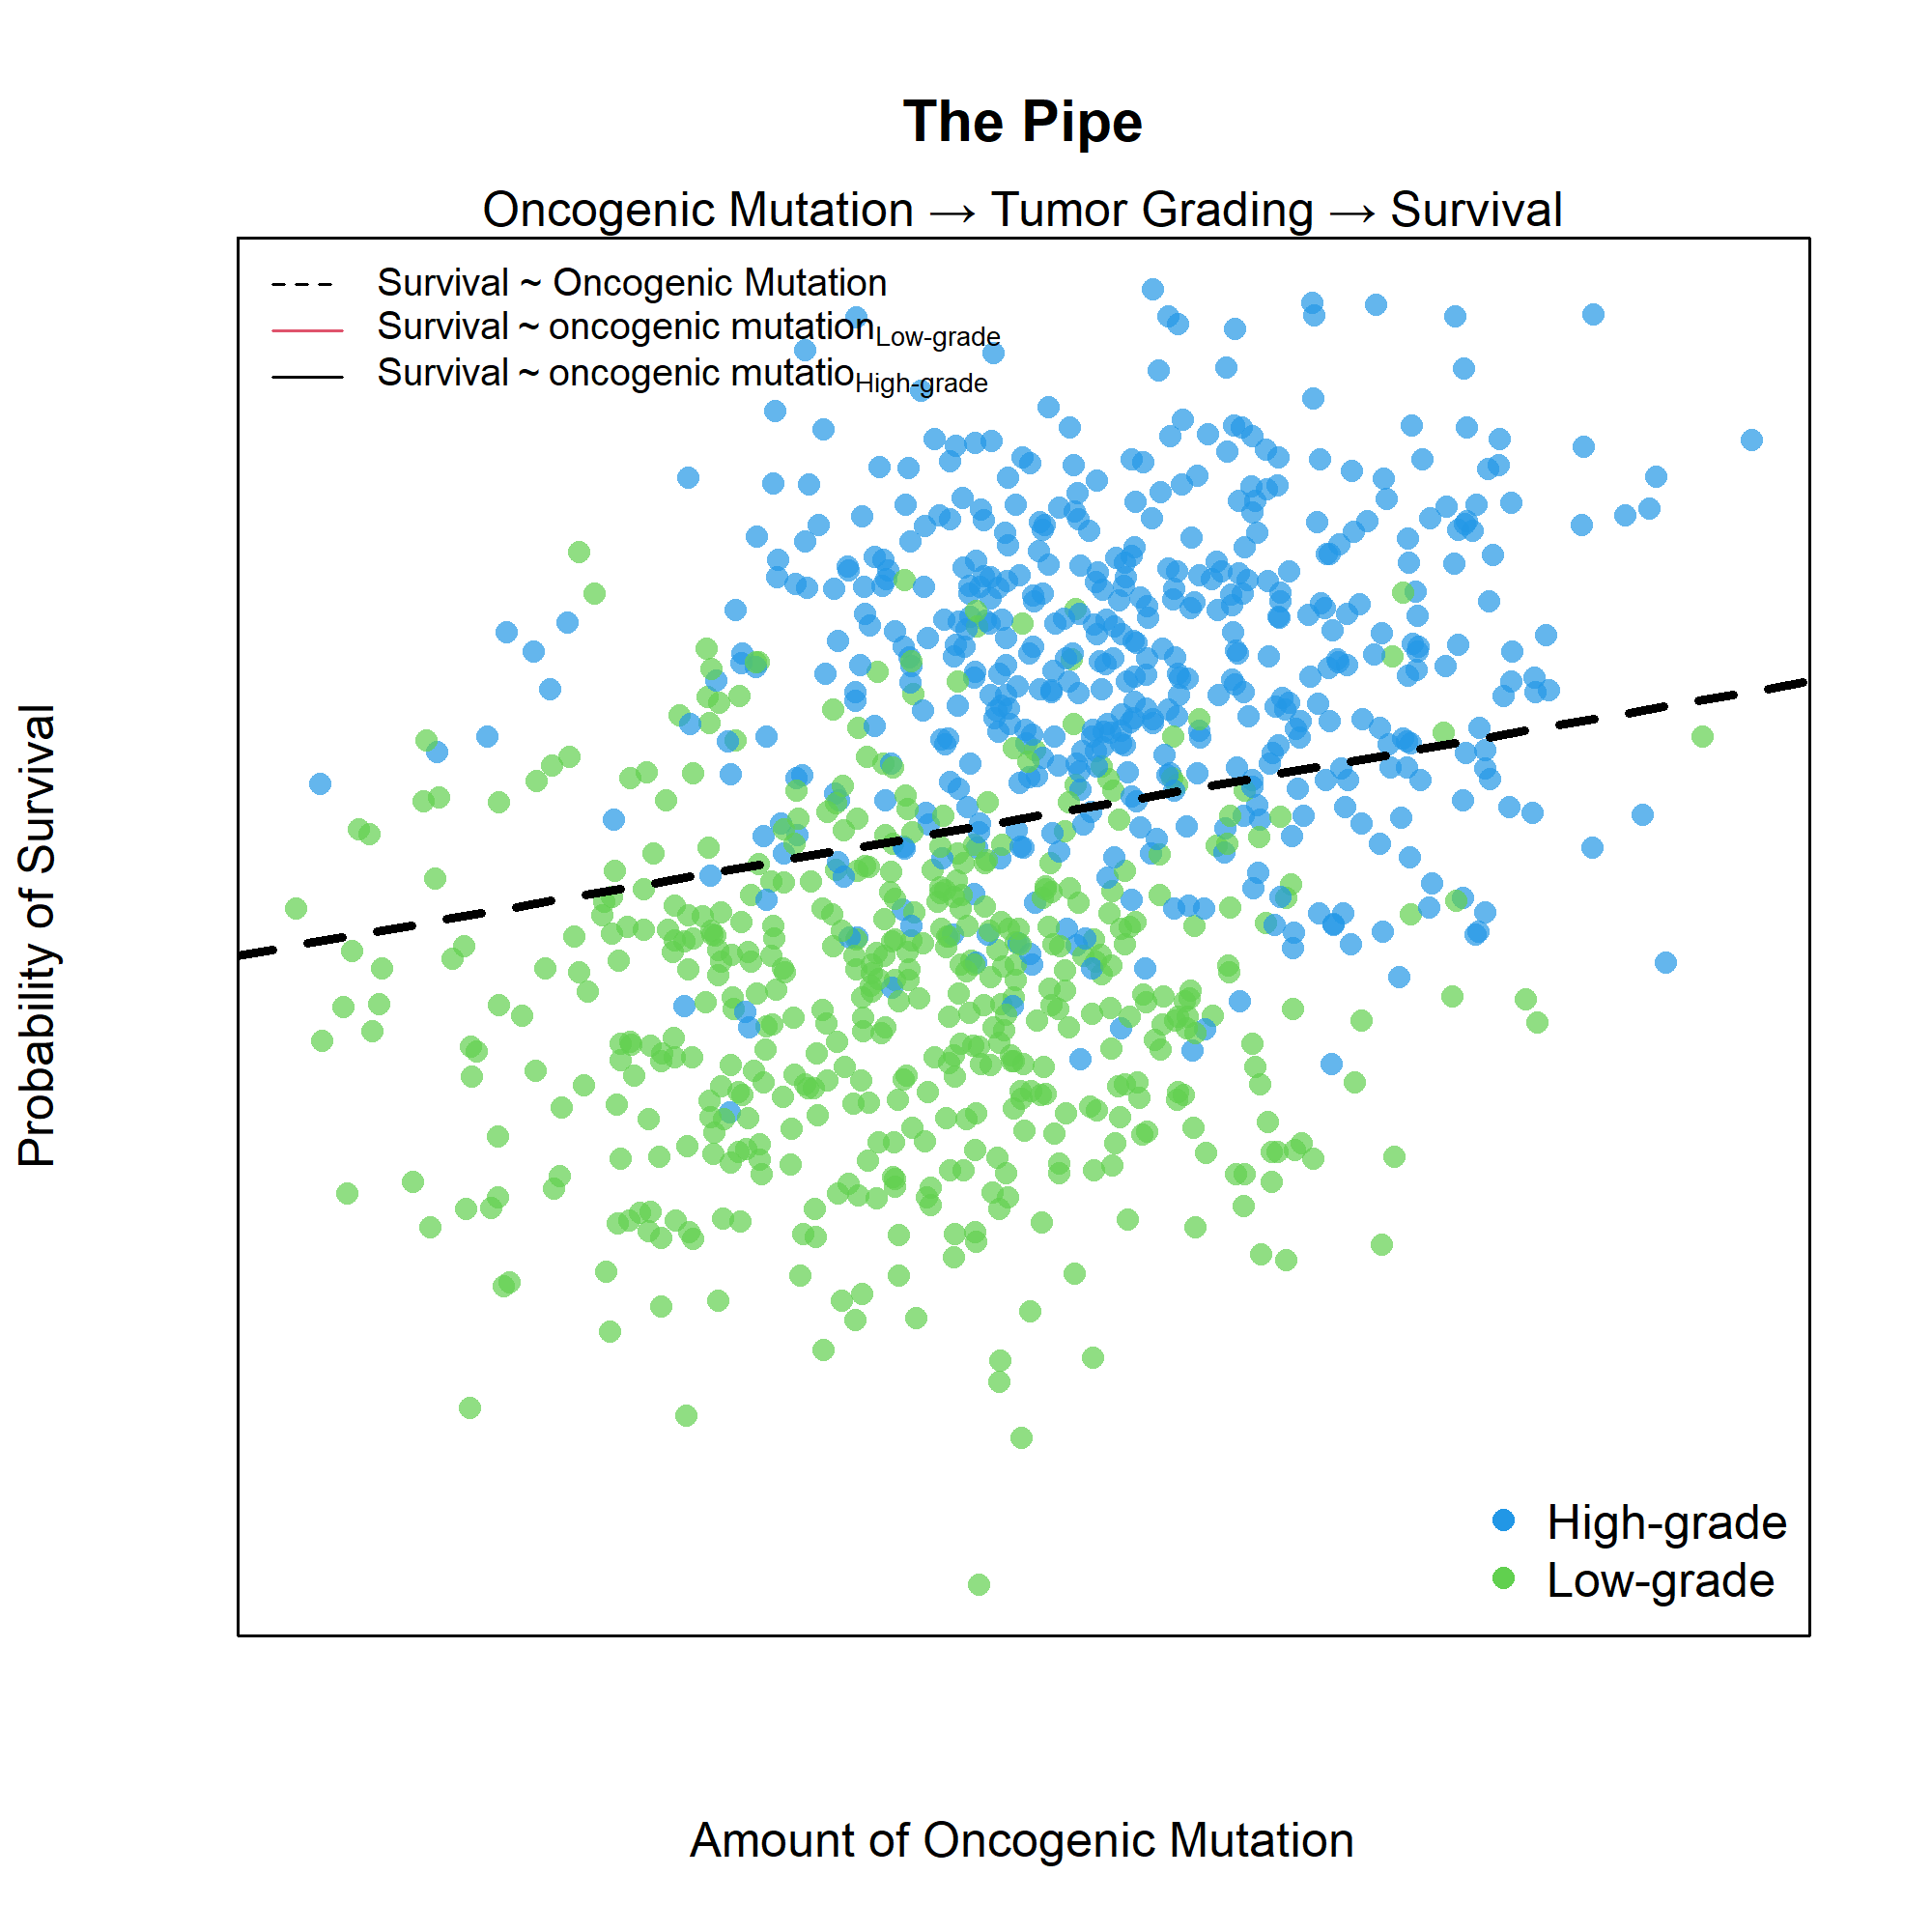 The Pipe
Oncogenic Mutation → Tumor Grading → Survival
Survival ~ Oncogenic Mutation
Survival ~ oncogenic mutationLow-grade
Survival ~ oncogenic mutatioHigh-grade
Probability of Survival
High-grade
Low-grade
Amount of Oncogenic Mutation